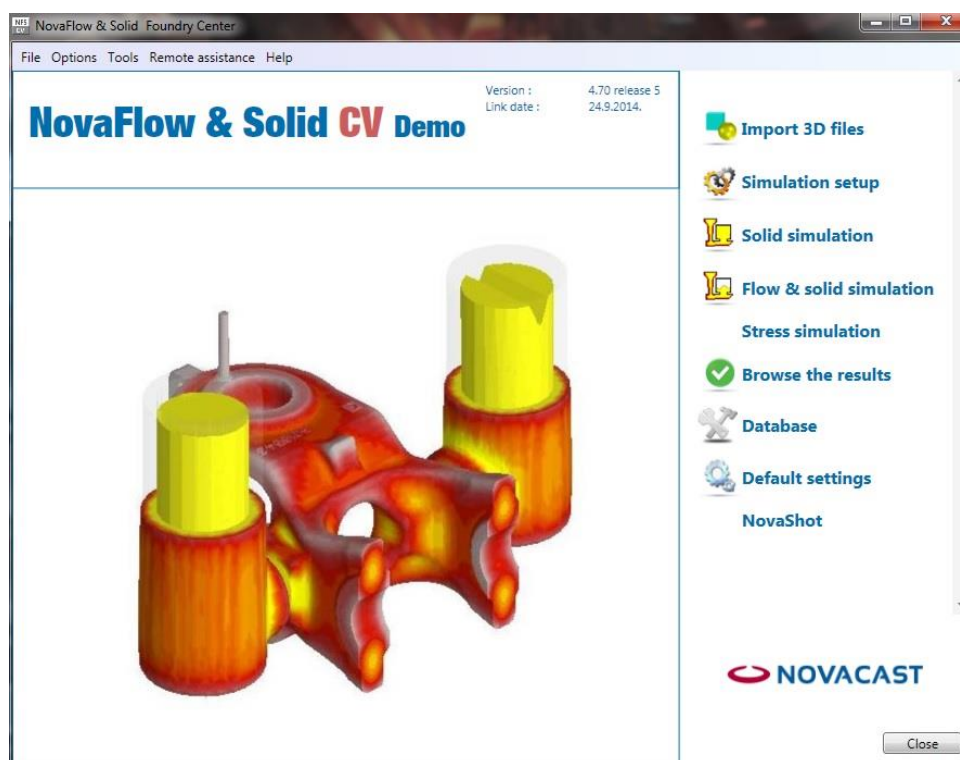 NFS CV NovaFlow & Solid Foundry Center
File Options Tools Remote assistance Help
NovaFlow & Solid CV Demo
Version : 4.70 release 5
Link date : 24.9.2014.
Import 3D files
Simulation setup
Solid simulation
Flow & solid simulation
Stress simulation
Browse the results
Database
Default settings
NovaShot
NOVACAST
Close